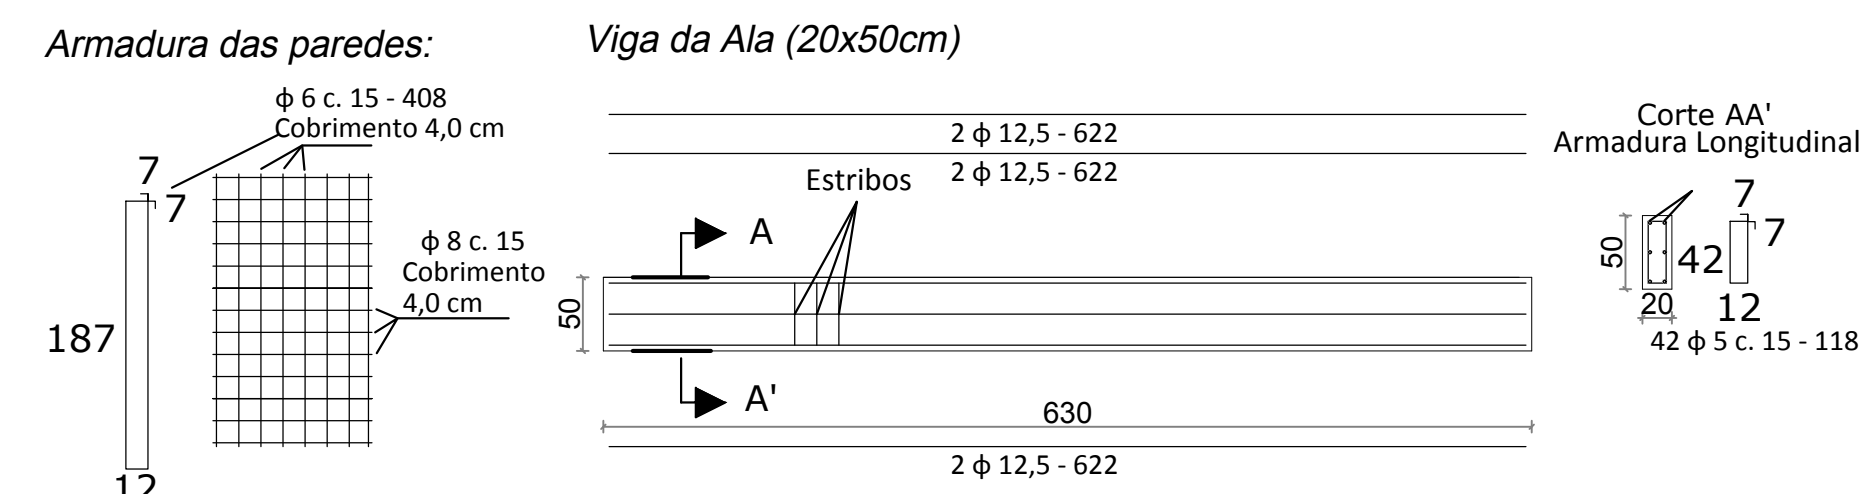 Armadura das paredes:
ϕ 6 c. 15 - 408
Cobrimento 4,0 cm
7
7
ϕ 8 c. 15
Cobrimento
4,0 cm
187
12
Viga da Ala (20x50cm)
2 ϕ 12,5 - 622
2 ϕ 12,5 - 622
Estribos
A
50
A'
630
2 ϕ 12,5 - 622
Corte AA'
Armadura Longitudinal
7
7
50
42
20
12
42 ϕ 5 c. 15 - 118